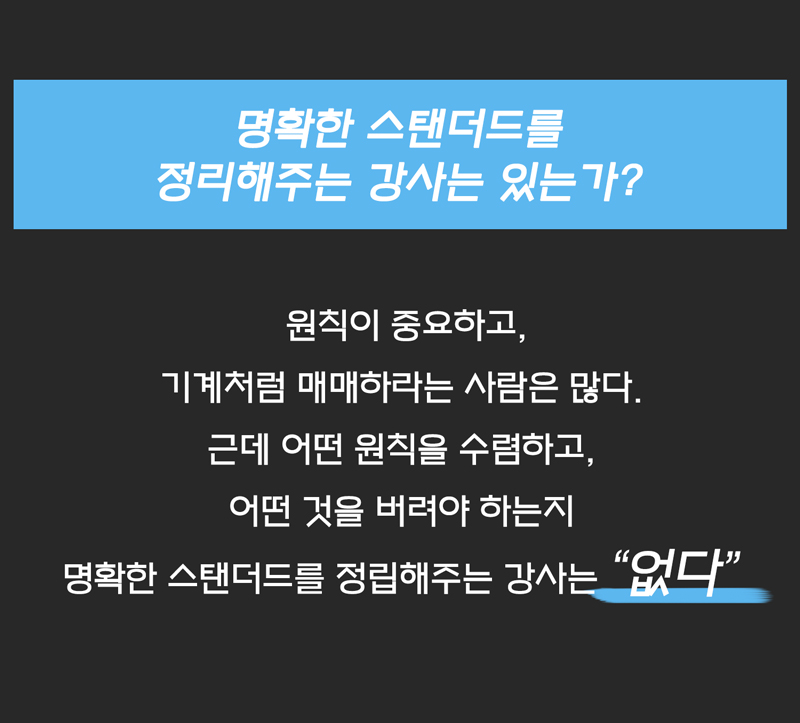 명확한 스탠더드를
정리해주는 강사는 있는가?
원칙이 중요하고,
기계처럼 매매하라는 사람은 많다.
근데 어떤 원칙을 수렴하고,
어떤 것을 버려야 하는지
명확한 스탠더드를 정립해주는 강사는 “없다”